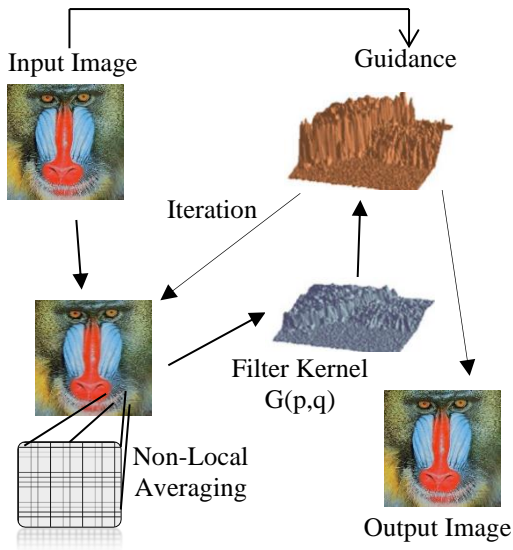 Input Image
Guidance
Iteration
Filter Kernel
G(p,q)
Non-Local
Averaging
Output Image